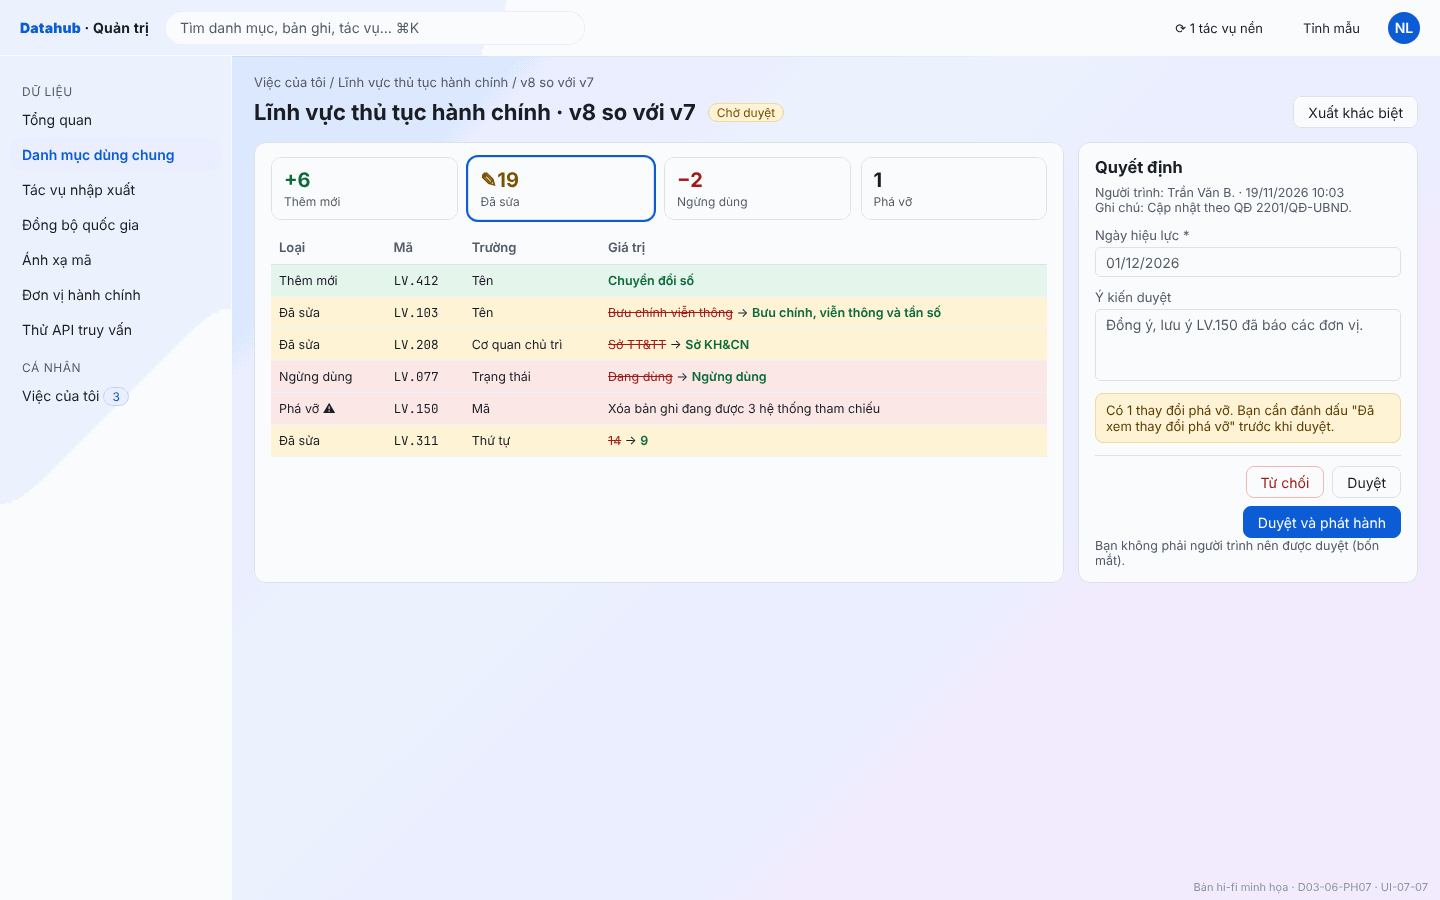 Datahub · Quản trị
Tìm danh mục, bản ghi, tác vụ... ⌘K
⟳ 1 tác vụ nền
Tỉnh mẫu
NL
DỮ LIỆU
Tổng quan
Danh mục dùng chung
Tác vụ nhập xuất
Đồng bộ quốc gia
Ánh xạ mã
Đơn vị hành chính
Thử API truy vấn
CÁ NHÂN
Việc của tôi 3
Việc của tôi / Lĩnh vực thủ tục hành chính / v8 so với v7
Lĩnh vực thủ tục hành chính · v8 so với v7 Chờ duyệt
Xuất khác biệt
+6
Thêm mới
✎19
Đã sửa
−2
Ngừng dùng
1
Phá vỡ
Loại Mã Trường Giá trị
Thêm mới LV.412 Tên Chuyển đổi số
Đã sửa LV.103 Tên Bưu chính viễn thông → Bưu chính, viễn thông và tần số
Đã sửa LV.208 Cơ quan chủ trì Sở TT&TT → Sở KH&CN
Ngừng dùng LV.077 Trạng thái Đang dùng → Ngừng dùng
Phá vỡ ⚠ LV.150 Mã Xóa bản ghi đang được 3 hệ thống tham chiếu
Đã sửa LV.311 Thứ tự 14 → 9
Quyết định
Người trình: Trần Văn B. · 19/11/2026 10:03
Ghi chú: Cập nhật theo QĐ 2201/QĐ-UBND.
Ngày hiệu lực *
01/12/2026
Ý kiến duyệt
Đồng ý, lưu ý LV.150 đã báo các đơn vị.
Có 1 thay đổi phá vỡ. Bạn cần đánh dấu "Đã
xem thay đổi phá vỡ" trước khi duyệt.
Từ chối
Duyệt
Duyệt và phát hành
Bạn không phải người trình nên được duyệt (bốn
mắt).
Bản hi-fi minh họa · D03-06-PH07 · UI-07-07